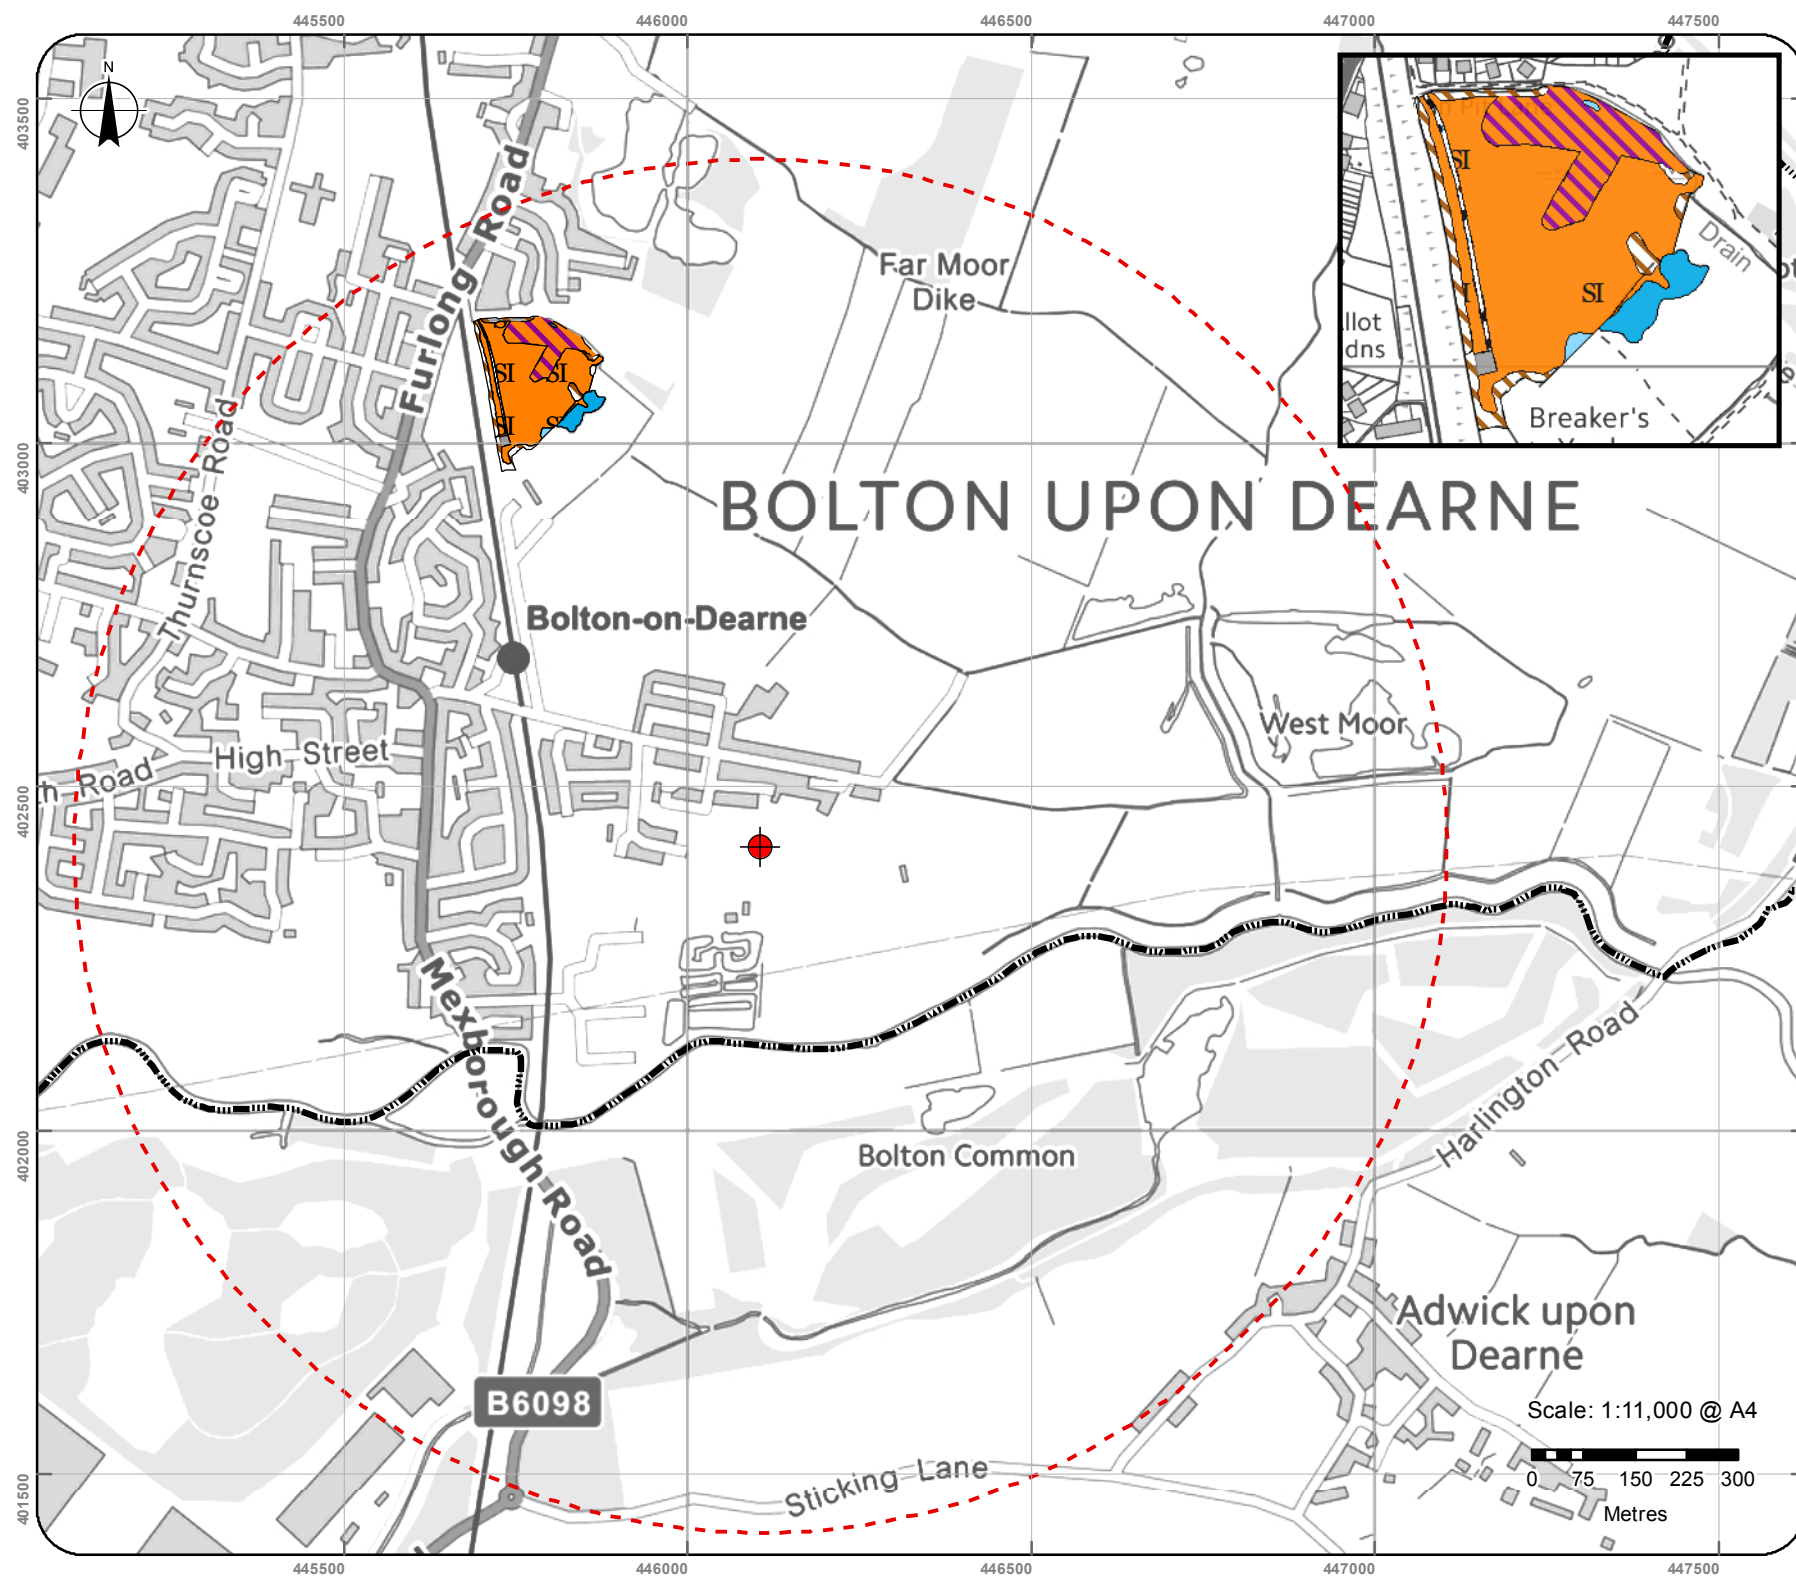 445500
446000
446500
447000
447500
403500
403000
402500
402000
401500
N
Furlong Road
Far Moor
Dike
SI
SI
SI
BOLTON UPON DEARNE
Thurnscoe Road
Bolton-on-Dearne
West Moor
High Street
h Road
Mexborough Road
Harlington Road
Bolton Common
Adwick upon
Dearne
B6098
Sticking Lane
SI
SI
I
Drain
llot
dns
Breaker's
Scale: 1:11,000 @ A4
0 75 150 225 300
Metres
445500
446000
446500
447000
447500